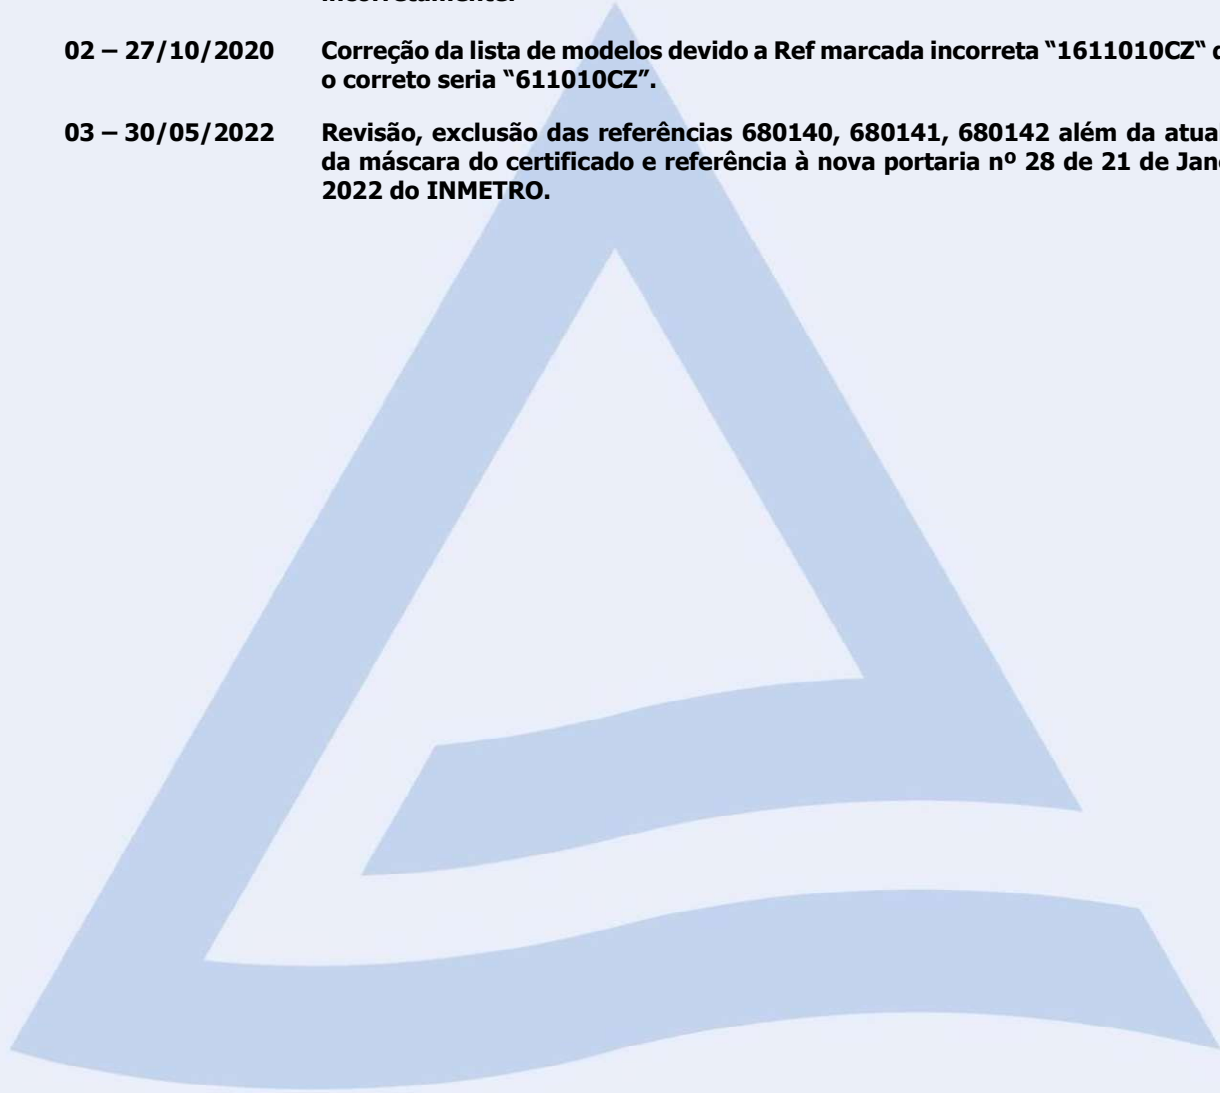 incorretamente.
02 – 27/10/2020 Correção da lista de modelos devido a Ref marcada incorreta “1611010CZ“
o correto seria “611010CZ”.
03 – 30/05/2022 Revisão, exclusão das referências 680140, 680141, 680142 além da
da máscara do certificado e referência à nova portaria nº 28 de 21 de
2022 do INMETRO.